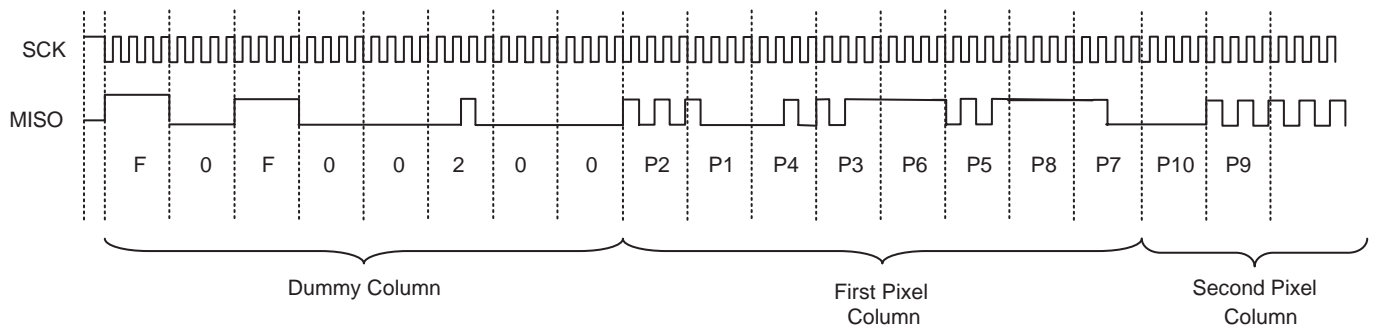 SCK
MISO
F 0 F 0 0 2 0 0 P2 P1 P4 P3 P6 P5 P8 P7 P10 P9
Dummy Column
First Pixel
Column
Second Pixel
Column